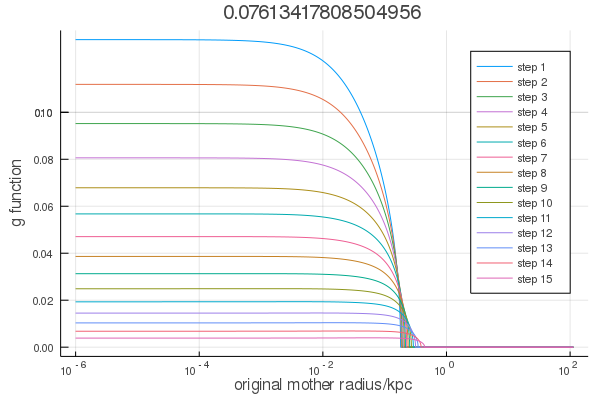 0.07613417808504956
g function
0.10
0.08
0.06
0.04
0.02
0.00
10^-6
10^-4
10^-2
10^0
10^2
original mother radius/kpc
step 1
step 2
step 3
step 4
step 5
step 6
step 7
step 8
step 9
step 10
step 11
step 12
step 13
step 14
step 15